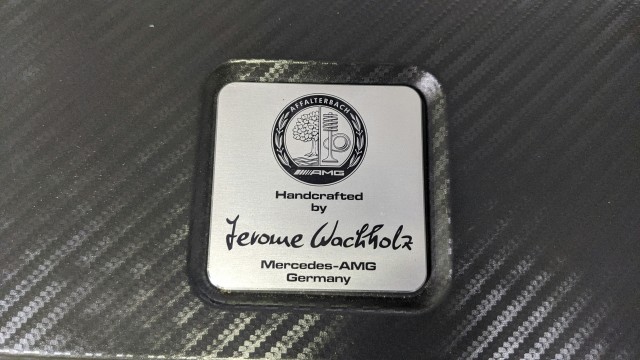 AFFALTERBACH
AMG
Handcrafted
by
Jerome Wachholz
Mercedes-AMG
Germany